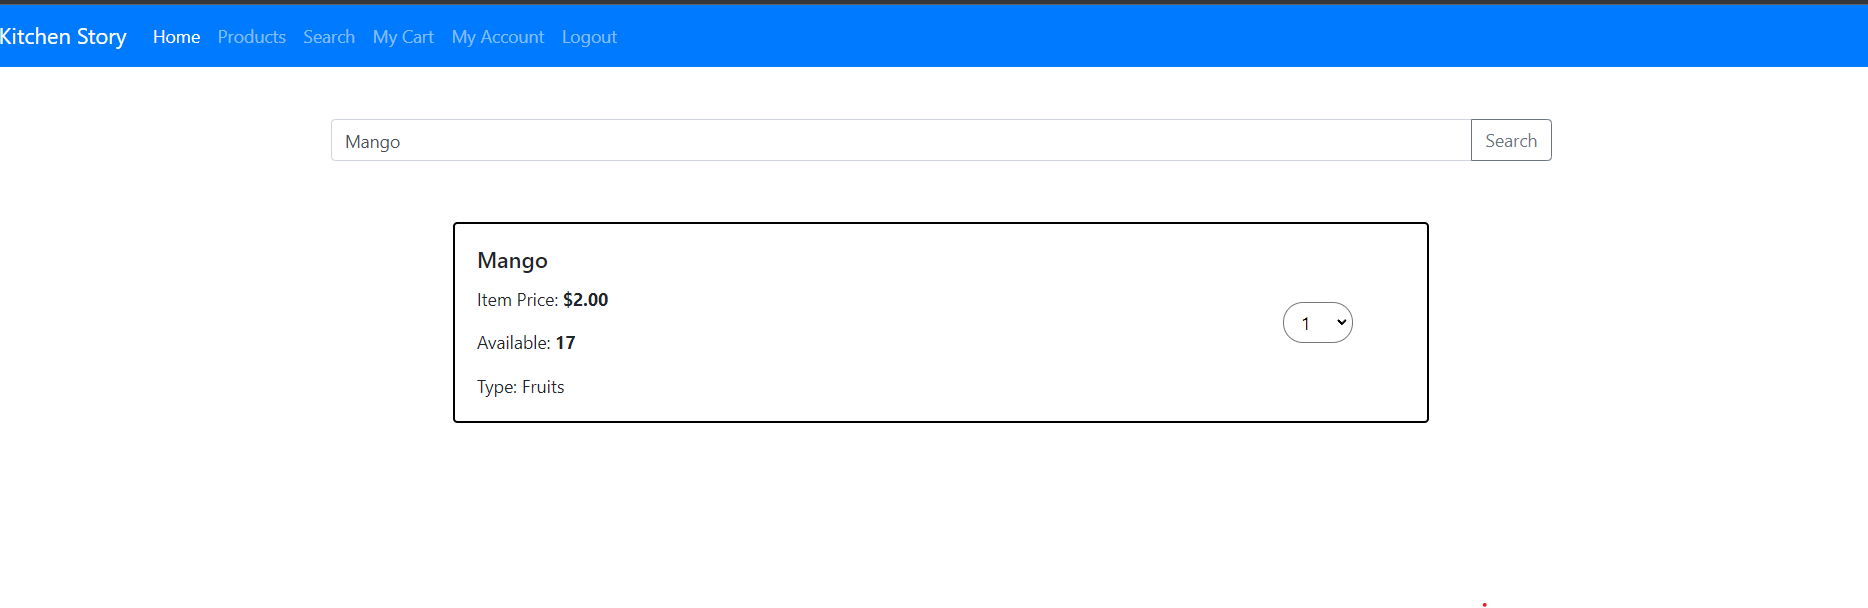 Kitchen Story Home Products Search My Cart My Account Logout
Mango Search
Mango
Item Price: $2.00
1
Available: 17
Type: Fruits